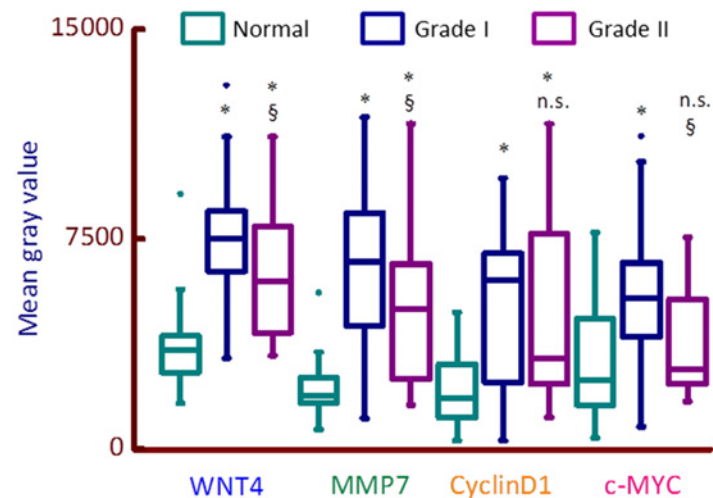 15000
Normal
Grade I
Grade II
*
*
§
*
*
§
*
*
n.s.
*
n.s.
§
7500
0
Mean gray value
WNT4 MMP7 CyclinD1 c-MYC